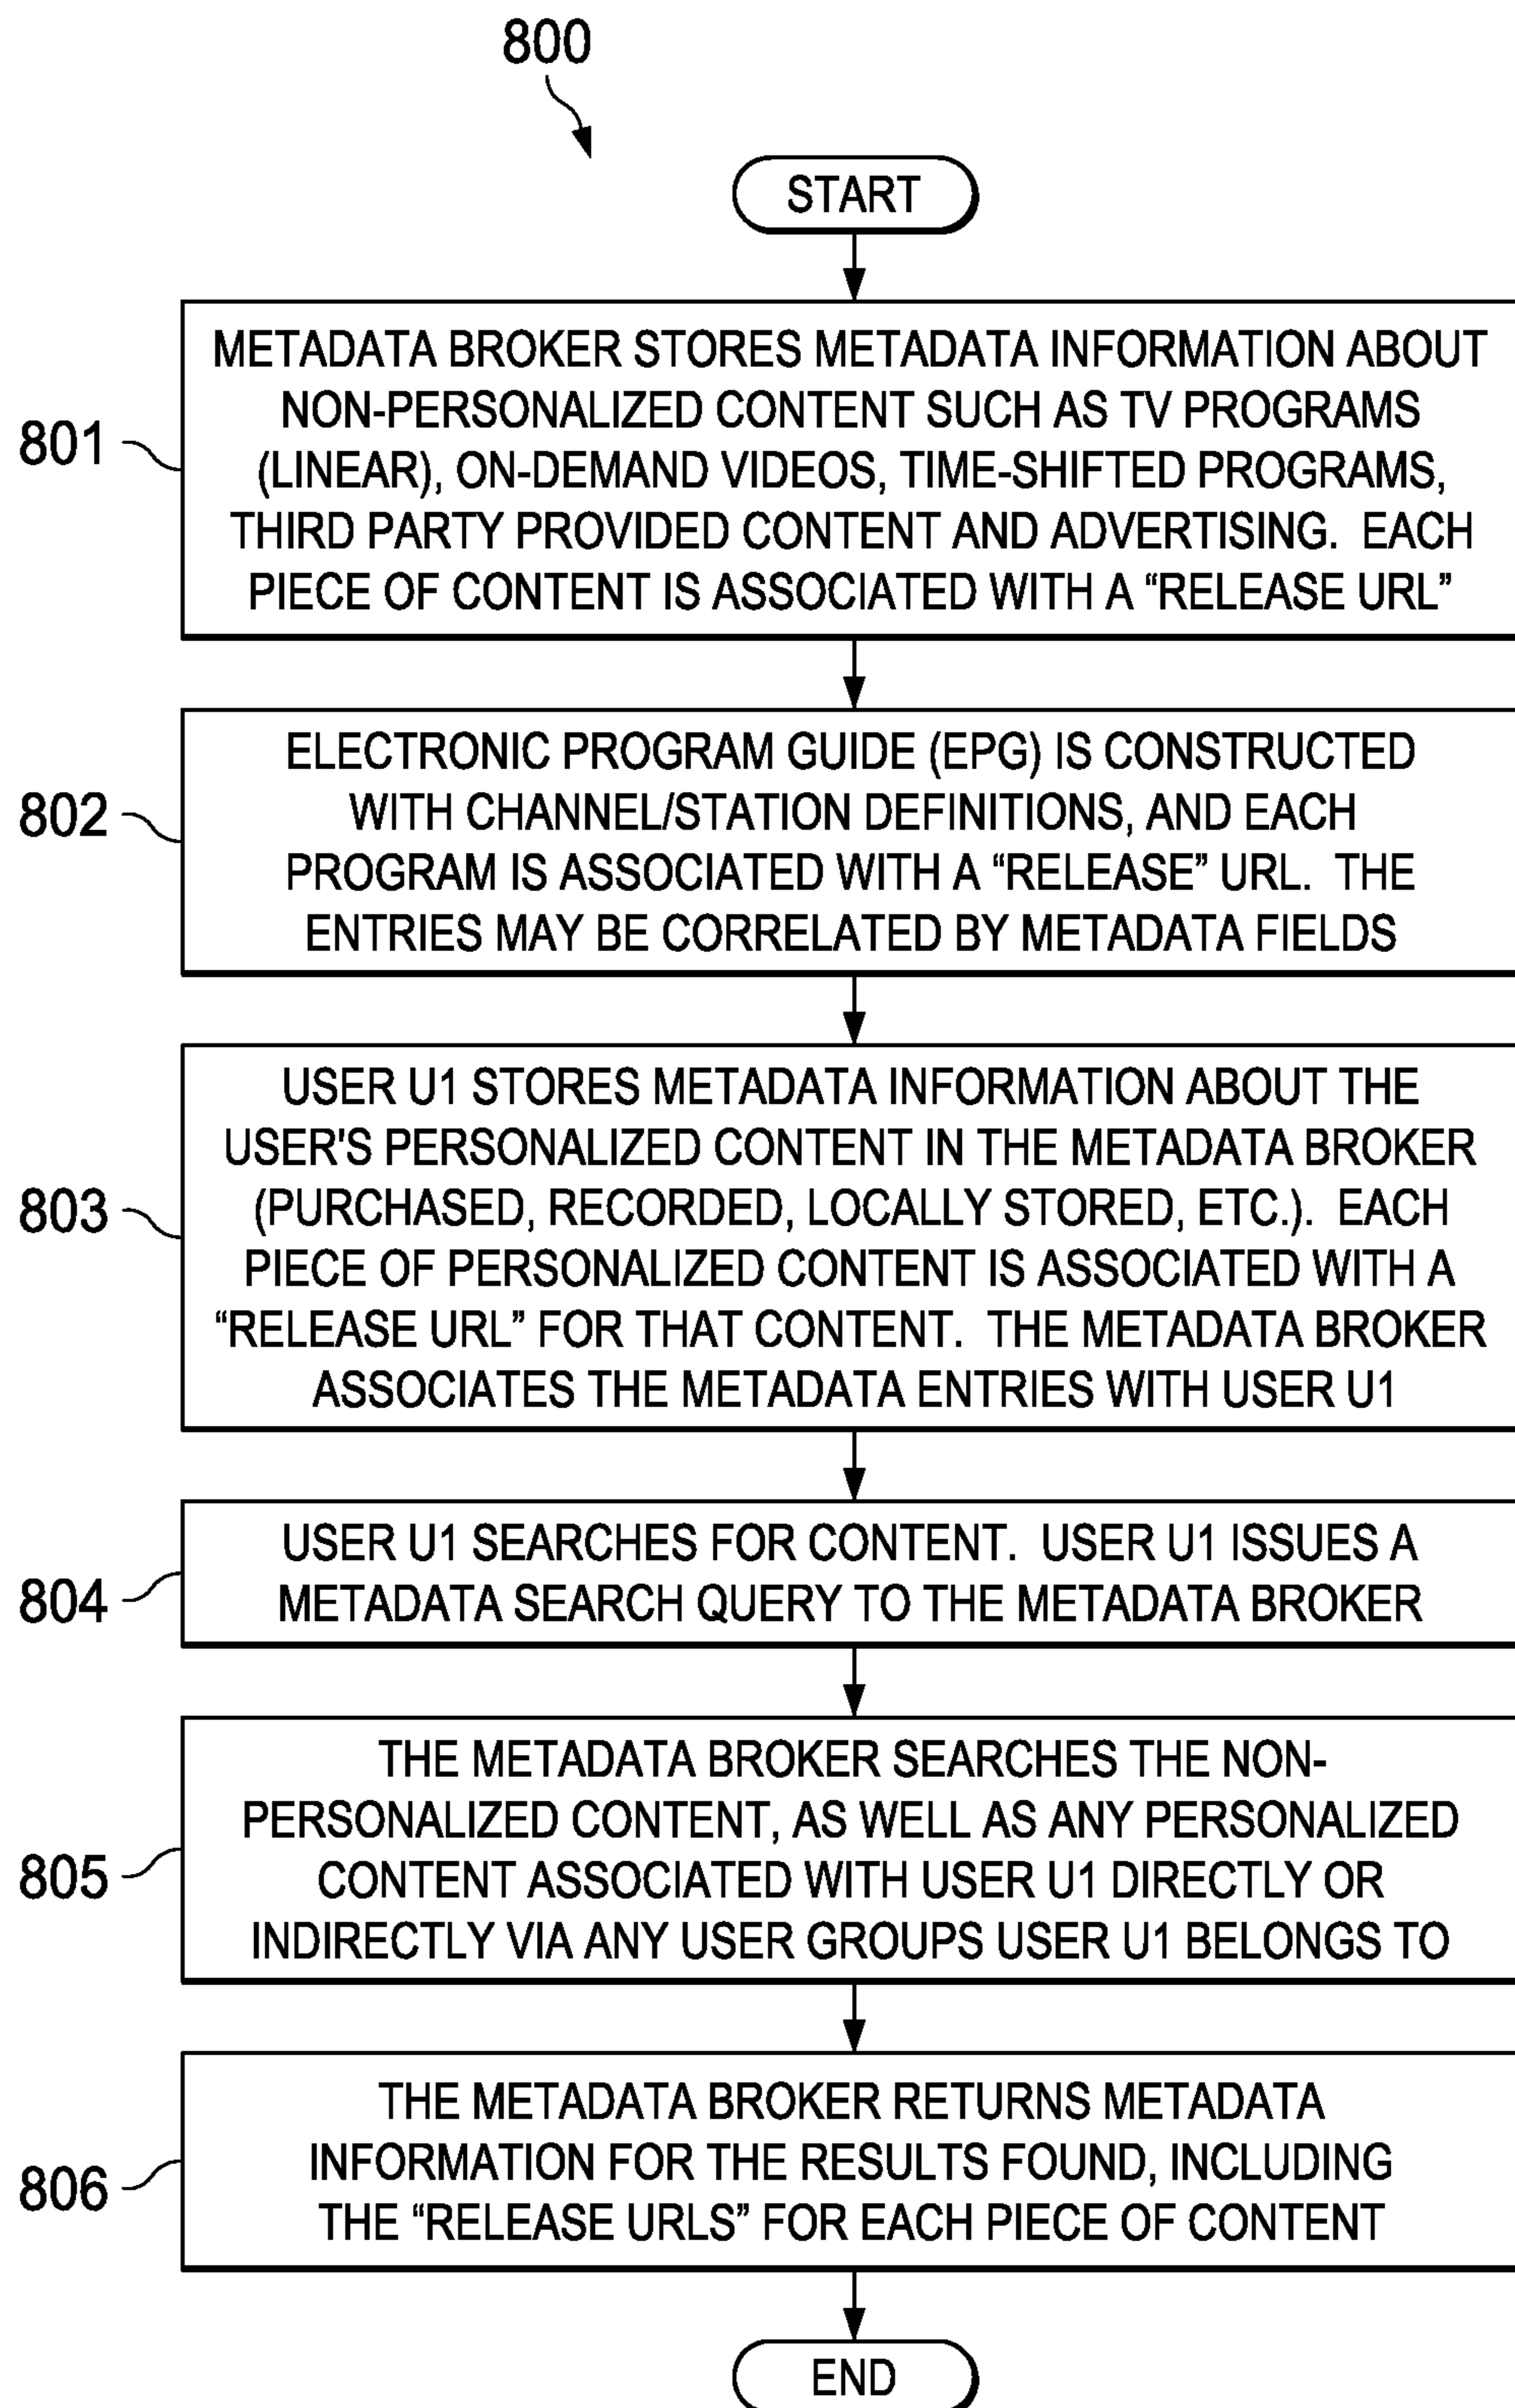 800
START
801
METADATA BROKER STORES METADATA INFORMATION ABOUT
NON-PERSONALIZED CONTENT SUCH AS TV PROGRAMS
(LINEAR), ON-DEMAND VIDEOS, TIME-SHIFTED PROGRAMS,
THIRD PARTY PROVIDED CONTENT AND ADVERTISING. EACH
PIECE OF CONTENT IS ASSOCIATED WITH A “RELEASE URL”
802
ELECTRONIC PROGRAM GUIDE (EPG) IS CONSTRUCTED
WITH CHANNEL/STATION DEFINITIONS, AND EACH
PROGRAM IS ASSOCIATED WITH A “RELEASE” URL. THE
ENTRIES MAY BE CORRELATED BY METADATA FIELDS
803
USER U1 STORES METADATA INFORMATION ABOUT THE
USER'S PERSONALIZED CONTENT IN THE METADATA BROKER
(PURCHASED, RECORDED, LOCALLY STORED, ETC.). EACH
PIECE OF PERSONALIZED CONTENT IS ASSOCIATED WITH A
“RELEASE URL” FOR THAT CONTENT. THE METADATA BROKER
ASSOCIATES THE METADATA ENTRIES WITH USER U1
804
USER U1 SEARCHES FOR CONTENT. USER U1 ISSUES A
METADATA SEARCH QUERY TO THE METADATA BROKER
805
THE METADATA BROKER SEARCHES THE NON-
PERSONALIZED CONTENT, AS WELL AS ANY PERSONALIZED
CONTENT ASSOCIATED WITH USER U1 DIRECTLY OR
INDIRECTLY VIA ANY USER GROUPS USER U1 BELONGS TO
806
THE METADATA BROKER RETURNS METADATA
INFORMATION FOR THE RESULTS FOUND, INCLUDING
THE “RELEASE URLS” FOR EACH PIECE OF CONTENT
END